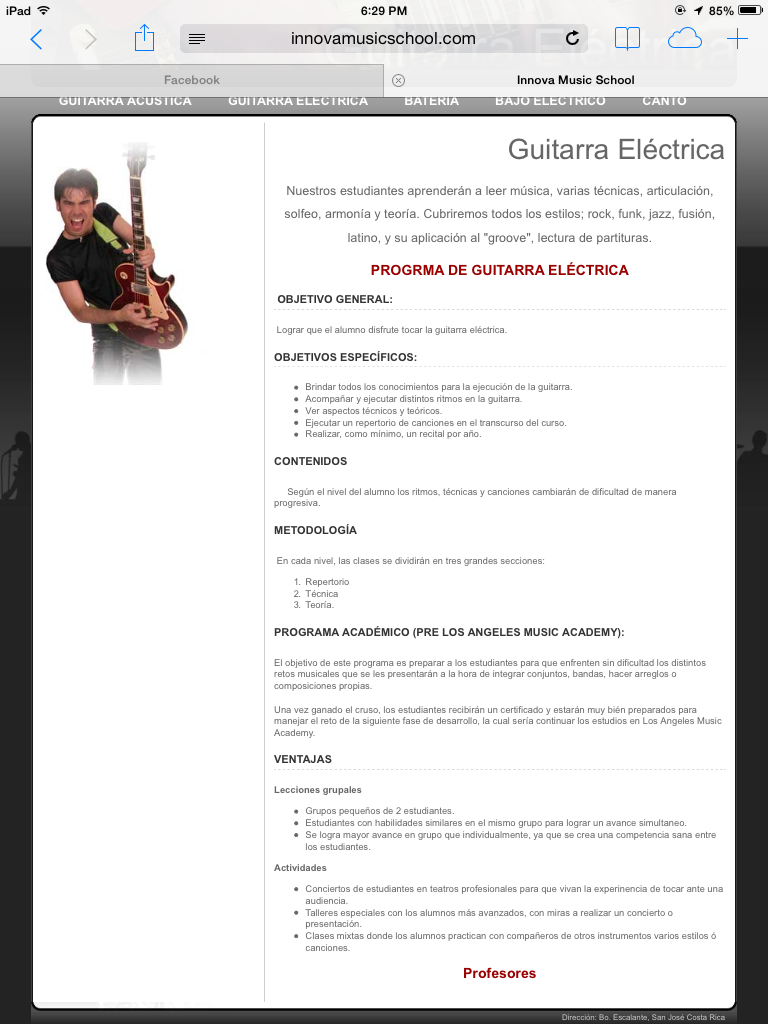 iPad 6:29 PM 85%
innovamusicschool.com
Guitarra Eléctrica
Facebook Innova Music School
GUITARRA ACÚSTICA GUITARRA ELÉCTRICA BATERÍA BAJO ELÉCTRICO CANTO
Guitarra Eléctrica
Nuestros estudiantes aprenderán a leer música, varias técnicas, articulación,
solfeo, armonía y teoría. Cubriremos todos los estilos; rock, funk, jazz, fusión,
latino, y su aplicación al "groove", lectura de partituras.
PROGRMA DE GUITARRA ELÉCTRICA
OBJETIVO GENERAL:
Lograr que el alumno disfrute tocar la guitarra eléctrica.
OBJETIVOS ESPECÍFICOS:
• Brindar todos los conocimientos para la ejecución de la guitarra.
• Acompañar y ejecutar distintos ritmos en la guitarra.
• Ver aspectos técnicos y teóricos.
• Ejecutar un repertorio de canciones en el transcurso del curso.
• Realizar, como mínimo, un recital por año.
CONTENIDOS
Según el nivel del alumno los ritmos, técnicas y canciones cambiarán de dificultad de manera
progresiva.
METODOLOGÍA
En cada nivel, las clases se dividirán en tres grandes secciones:
1. Repertorio
2. Técnica
3. Teoría.
PROGRAMA ACADÉMICO (PRE LOS ANGELES MUSIC ACADEMY):
El objetivo de este programa es preparar a los estudiantes para que enfrenten sin dificultad los distintos
retos musicales que se les presentarán a la hora de integrar conjuntos, bandas, hacer arreglos o
composiciones propias.
Una vez ganado el cruso, los estudiantes recibirán un certificado y estarán muy bién preparados para
manejar el reto de la siguiente fase de desarrollo, la cual sería continuar los estudios en Los Angeles Music
Academy.
VENTAJAS
Lecciones grupales
• Grupos pequeños de 2 estudiantes.
• Estudiantes con habilidades similares en el mismo grupo para lograr un avance simultaneo.
• Se logra mayor avance en grupo que individualmente, ya que se crea una competencia sana entre
los estudiantes.
Actividades
• Conciertos de estudiantes en teatros profesionales para que vivan la experinencia de tocar ante una
audiencia.
• Talleres especiales con los alumnos más avanzados, con miras a realizar un concierto o
presentación.
• Clases mixtas donde los alumnos practican con compañeros de otros instrumentos varios estilos ó
canciones.
Profesores
Dirección: Bo. Escalante, San José Costa Rica